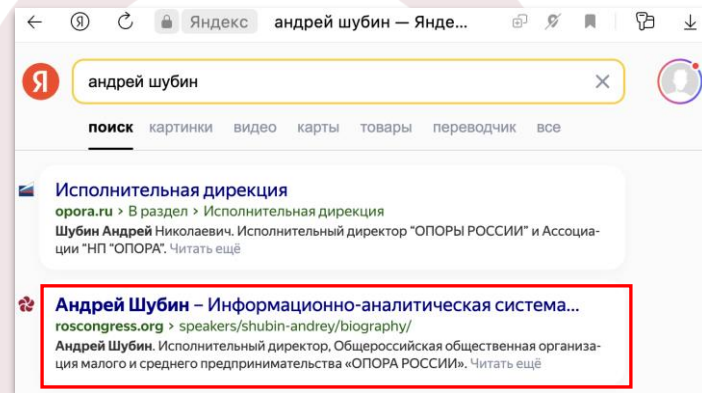 Яндекс андрей шубин — Янде...
Я андрей шубин
поиск картинки видео карты товары переводчик все
Исполнительная дирекция
opora.ru › В раздел › Исполнительная дирекция
Шубин Андрей Николаевич. Исполнительный директор "ОПОРЫ РОССИИ" и Ассоциа-
ции "НП "ОПОРА". Читать ещё
Андрей Шубин – Информационно-аналитическая система...
roscongress.org › speakers/shubin-andrey/biography/
Андрей Шубин. Исполнительный директор, Общероссийская общественная организа-
ция малого и среднего предпринимательства «ОПОРА РОССИИ». Читать ещё